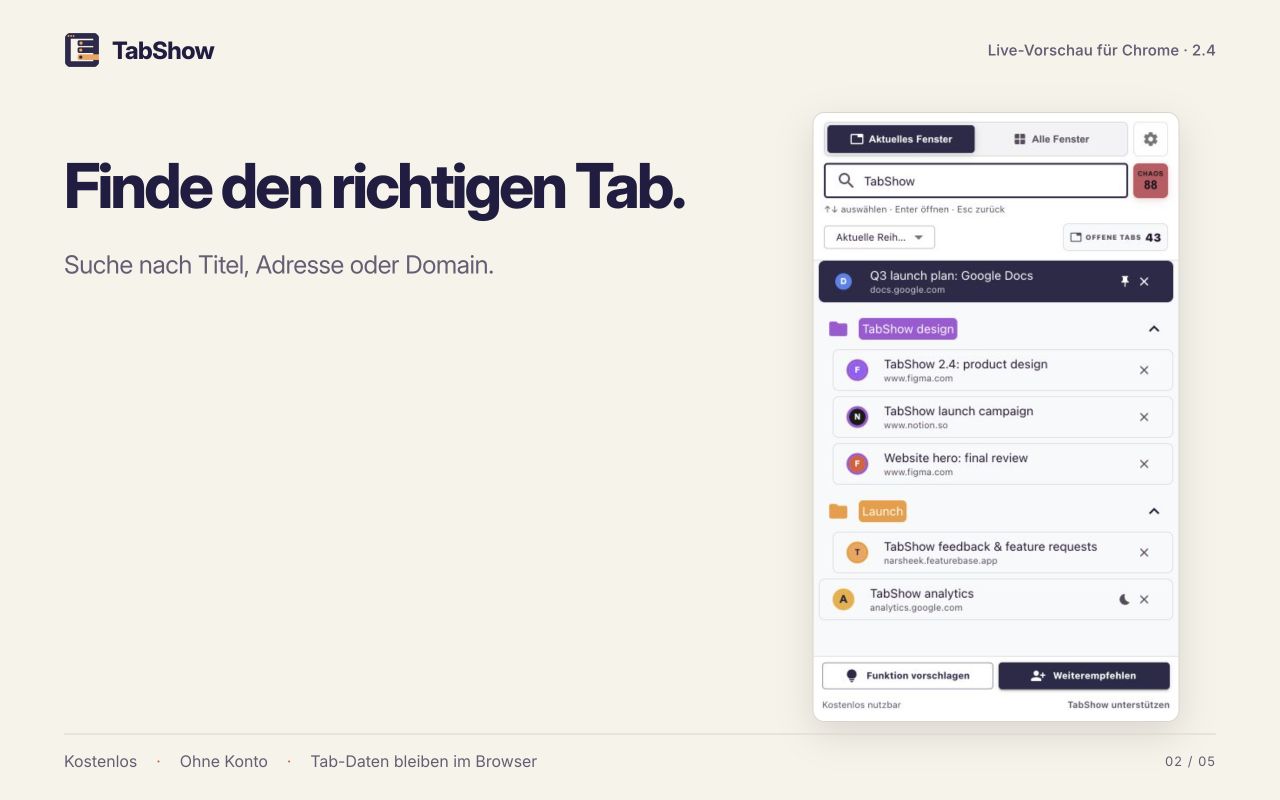 TabShow
Live-Vorschau für Chrome · 2.4
Finde den richtigen Tab.
Suche nach Titel, Adresse oder Domain.
Aktuelles Fenster
Alle Fenster
TabShow
CHAOS
88
↑↓ auswählen · Enter öffnen · Esc zurück
Aktuelle Reih...
OFFENE TABS 43
D
Q3 launch plan: Google Docs
docs.google.com
TabShow design
F
TabShow 2.4: product design
www.figma.com
N
TabShow launch campaign
www.notion.so
F
Website hero: final review
www.figma.com
Launch
T
TabShow feedback & feature requests
narsheek.featurebase.app
A
TabShow analytics
analytics.google.com
Funktion vorschlagen
Weiterempfehlen
Kostenlos nutzbar
TabShow unterstützen
Kostenlos · Ohne Konto · Tab-Daten bleiben im Browser
02 / 05